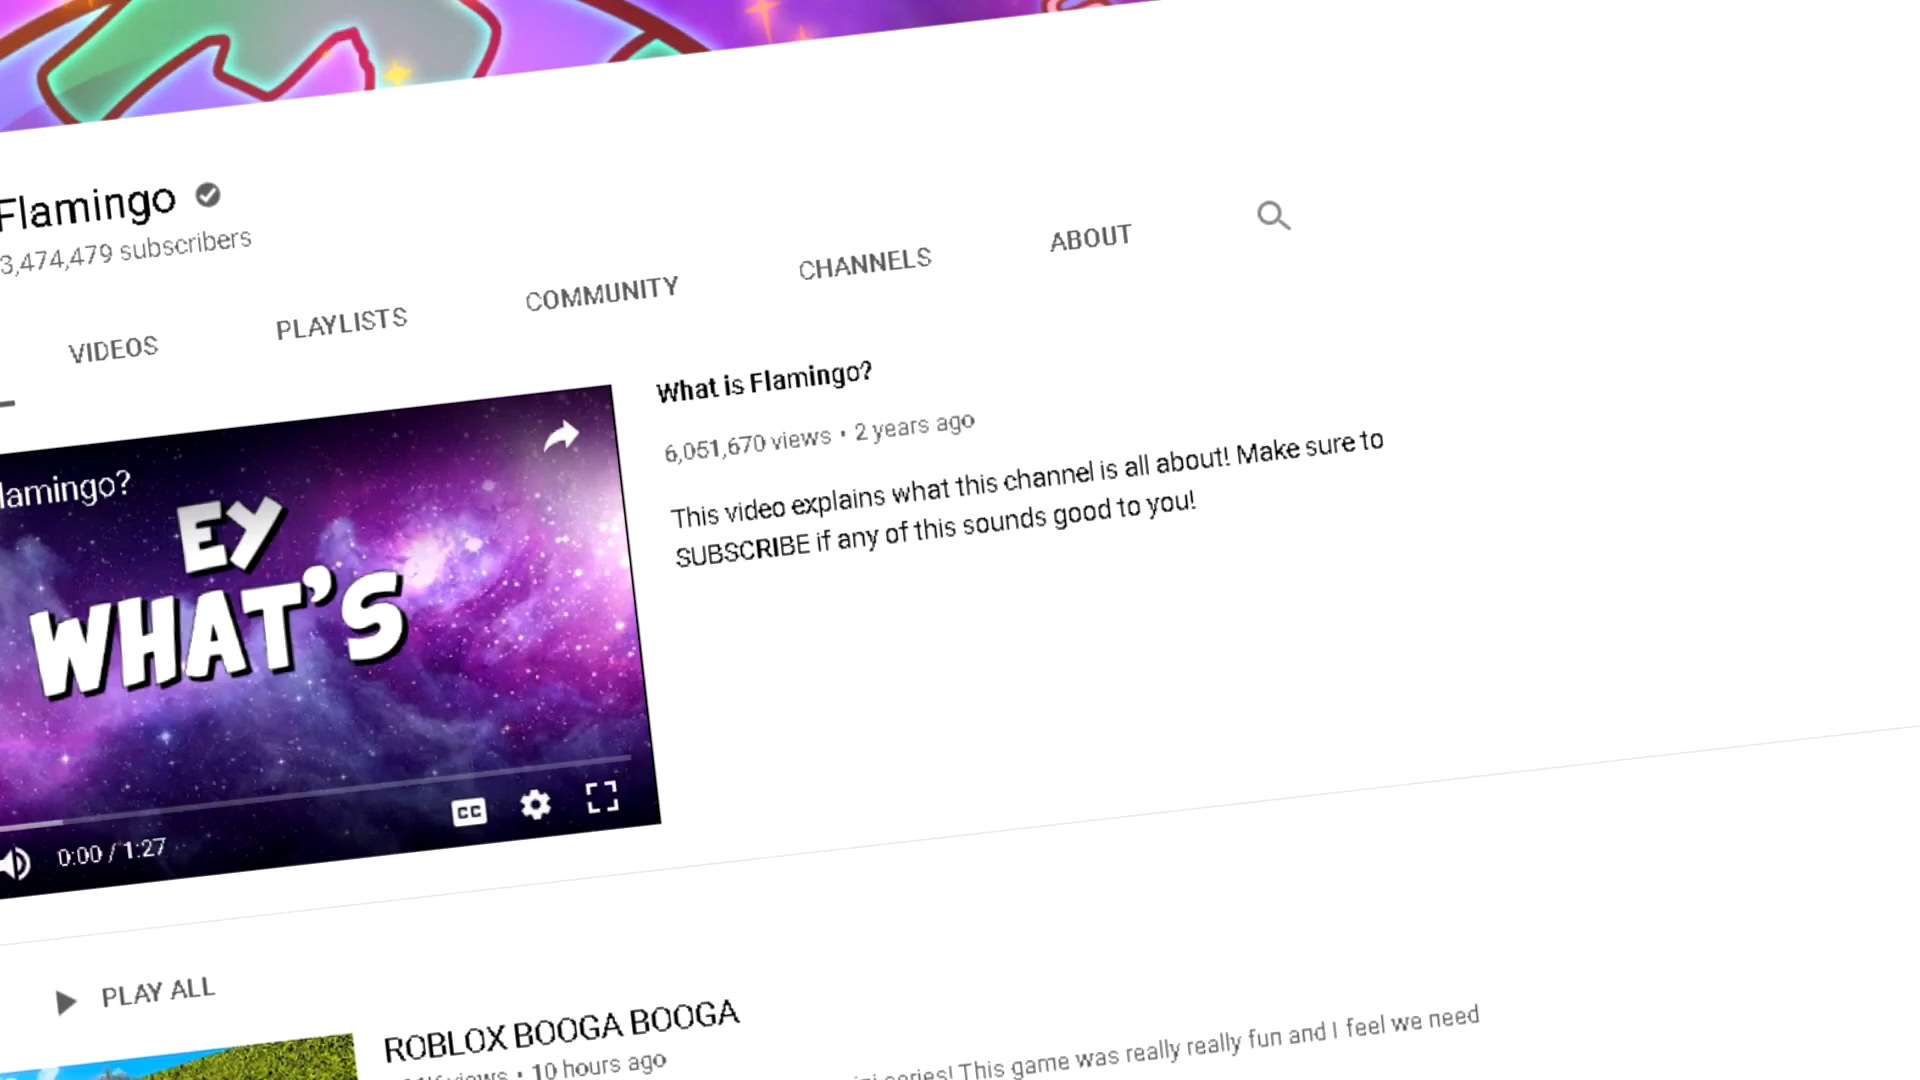 Flamingo
3,474,479 subscribers
VIDEOS
PLAYLISTS
COMMUNITY
CHANNELS
ABOUT
lamingo?
EY
WHAT'S
0:00 / 1:27
CC
What is Flamingo?
6,051,670 views • 2 years ago
This video explains what this channel is all about! Make sure to
SUBSCRIBE if any of this sounds good to you!
PLAY ALL
ROBLOX BOOGA BOOGA
views • 10 hours ago
series! This game was really really fun and I feel we need